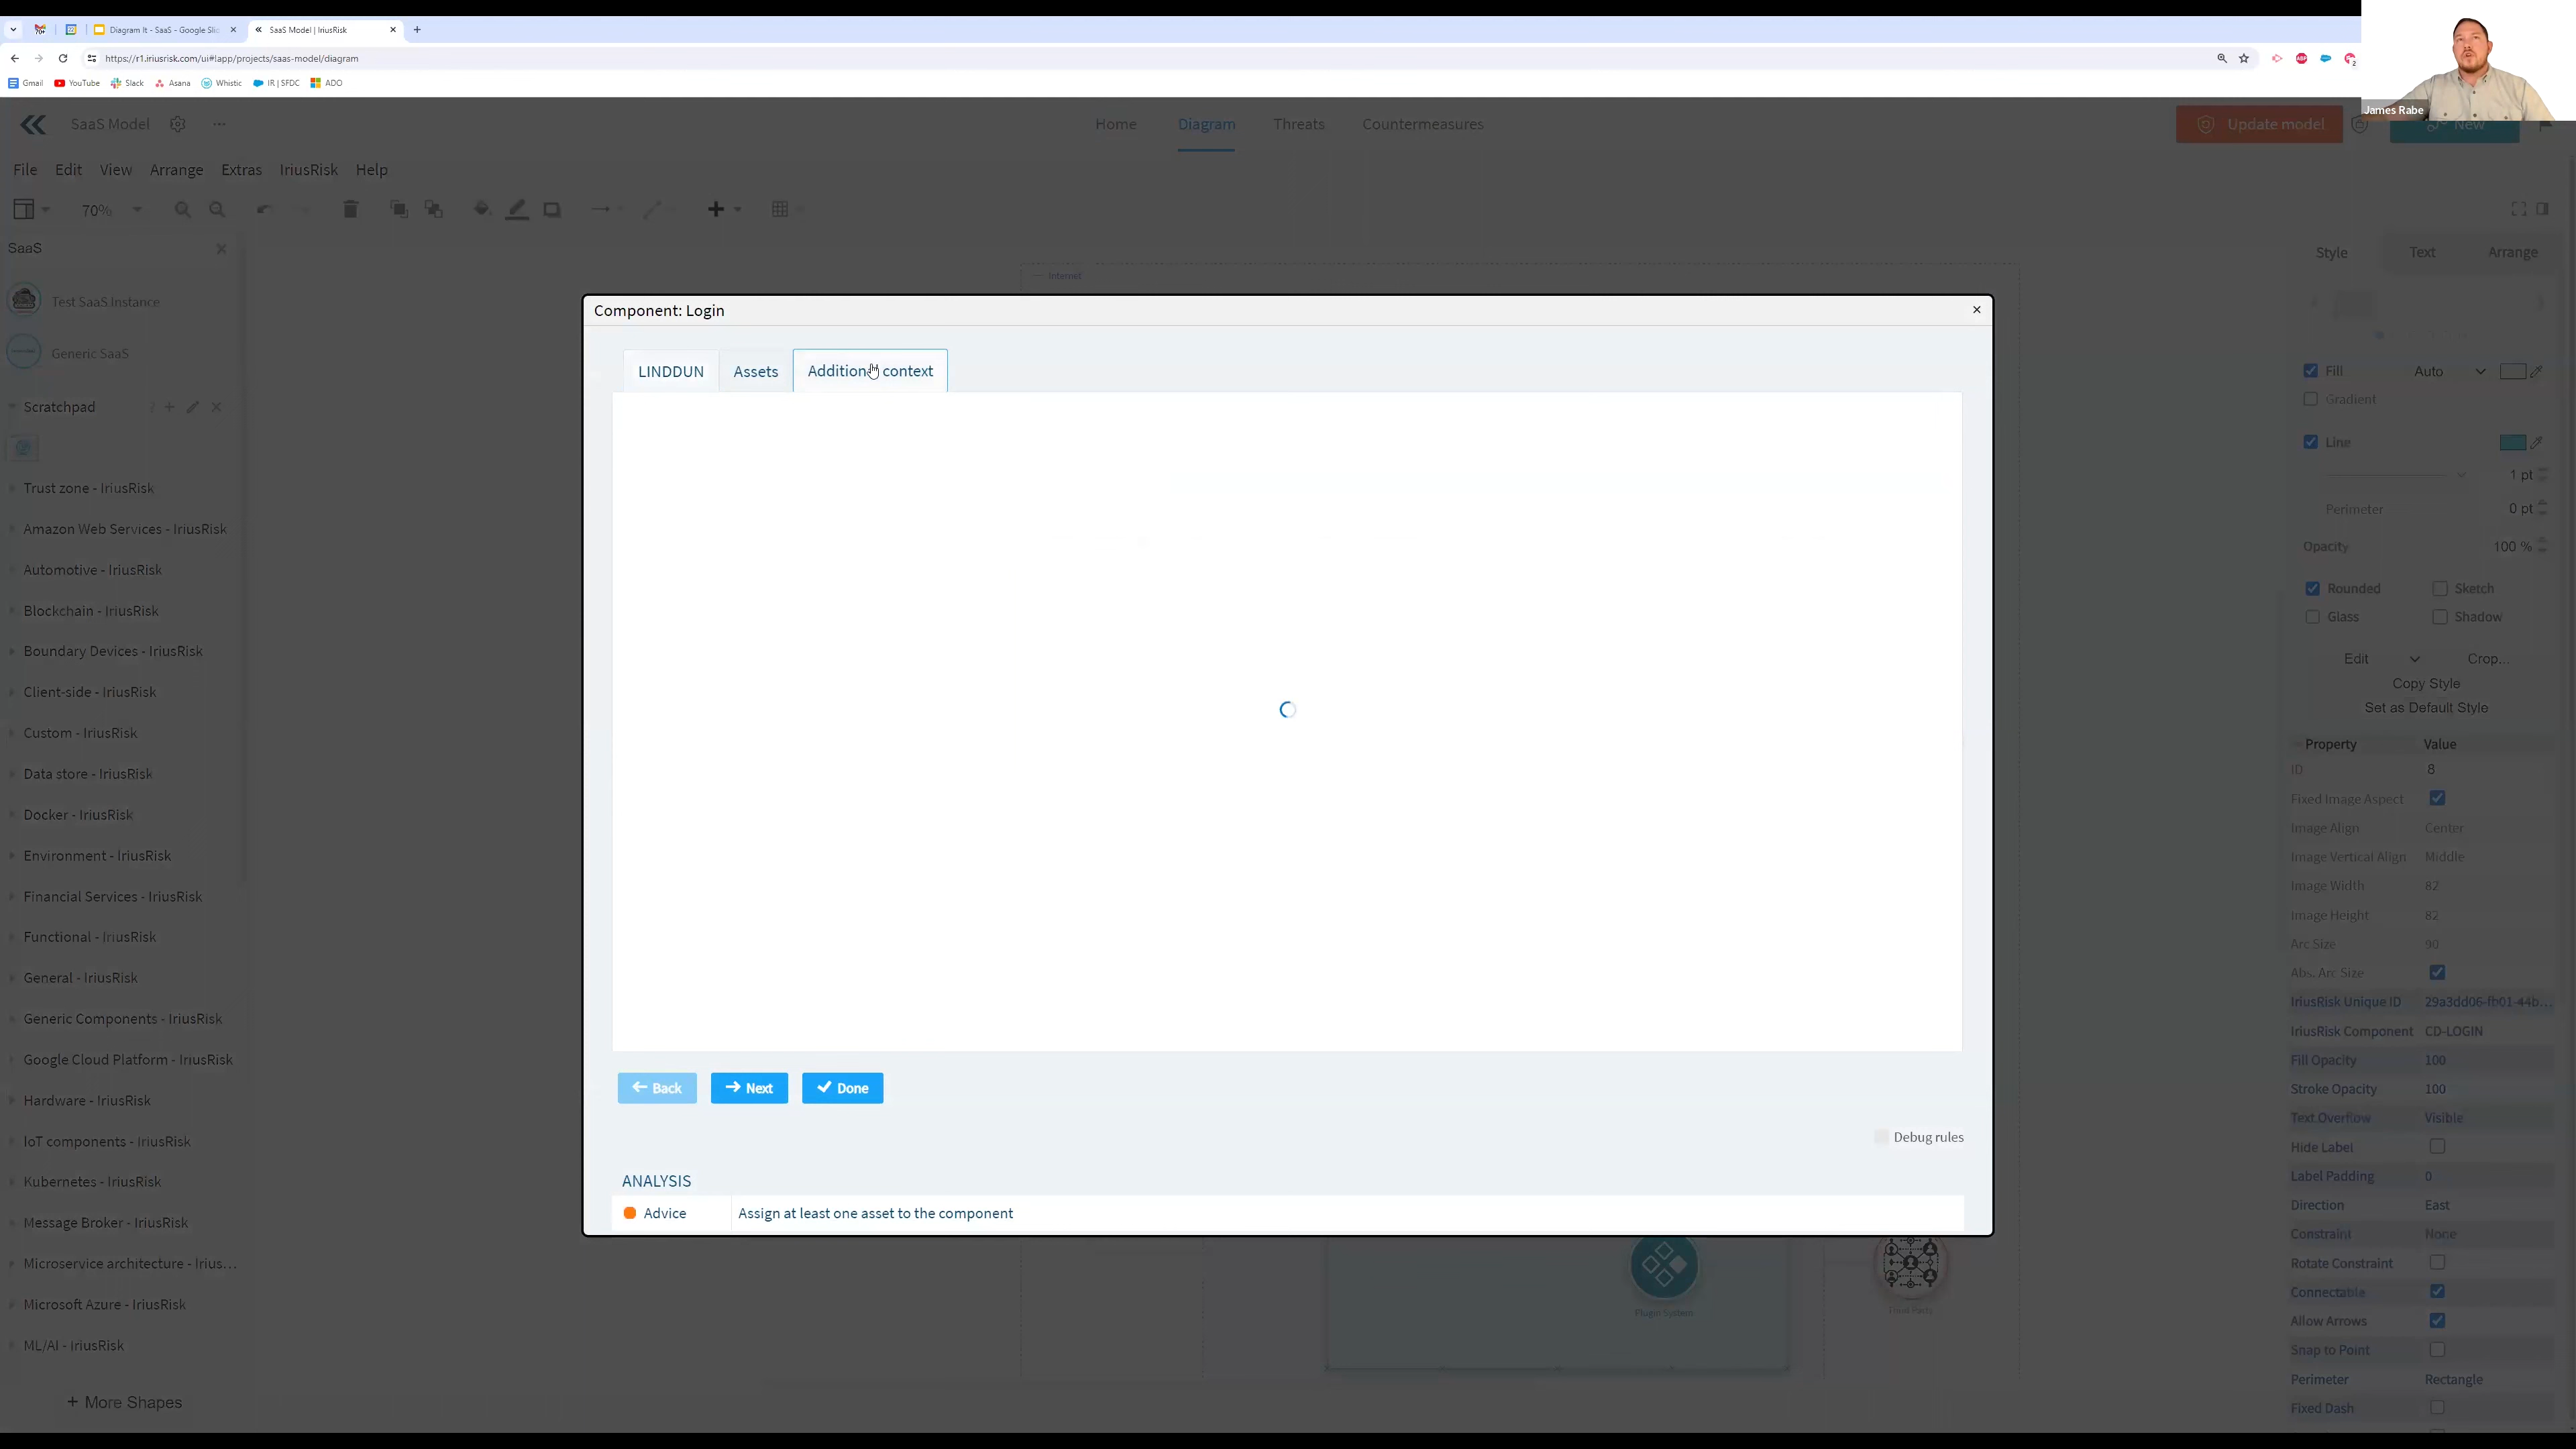 Diagram It - SaaS - Google Slid
SaaS Model | IriusRisk
https://r1.iriusrisk.com/ui#!app/projects/saas-model/diagram
Gmail
YouTube
Slack
Asana
Whistic
IR | SFDC
ADO
James Rabe
SaaS Model
Home
Diagram
Threats
Countermeasures
Update model
New
File
Edit
View
Arrange
Extras
IriusRisk
Help
70%
SaaS
Test SaaS instance
Generic SaaS
Scratchpad
Trust zone - IriusRisk
Amazon Web Services - IriusRisk
Automotive - IriusRisk
Blockchain - IriusRisk
Boundary Devices - IriusRisk
Client-side - IriusRisk
Custom - IriusRisk
Data store - IriusRisk
Docker - IriusRisk
Environment - IriusRisk
Financial Services - IriusRisk
Functional - IriusRisk
General - IriusRisk
Generic Components - IriusRisk
Google Cloud Platform - IriusRisk
Hardware - IriusRisk
IoT components - IriusRisk
Kubernetes - IriusRisk
Message Broker - IriusRisk
Microservice architecture - Irius...
Microsoft Azure - IriusRisk
ML/AI - IriusRisk
+ More Shapes
Internet
Component: Login
LINDDUN
Assets
Additional context
Back
Next
Done
Debug rules
ANALYSIS
Advice
Assign at least one asset to the component
Plugin System
Third Party
Style
Text
Arrange
Fill
Auto
Gradient
Line
1 pt
Perimeter
0 pt
Opacity
100 %
Rounded
Sketch
Glass
Shadow
Edit
Crop...
Copy Style
Set as Default Style
Property
Value
ID
8
Fixed Image Aspect
Image Align
Center
Image Vertical Align
Middle
Image Width
82
Image Height
82
Arc Size
90
Abs. Arc Size
IriusRisk Unique ID
29a3dd06-fb01-44b...
IriusRisk Component
CD-LOGIN
Fill Opacity
100
Stroke Opacity
100
Text Overflow
Visible
Hide Label
Label Padding
0
Direction
East
Constraint
None
Rotate Constraint
Connectable
Allow Arrows
Snap to Point
Perimeter
Rectangle
Fixed Dash